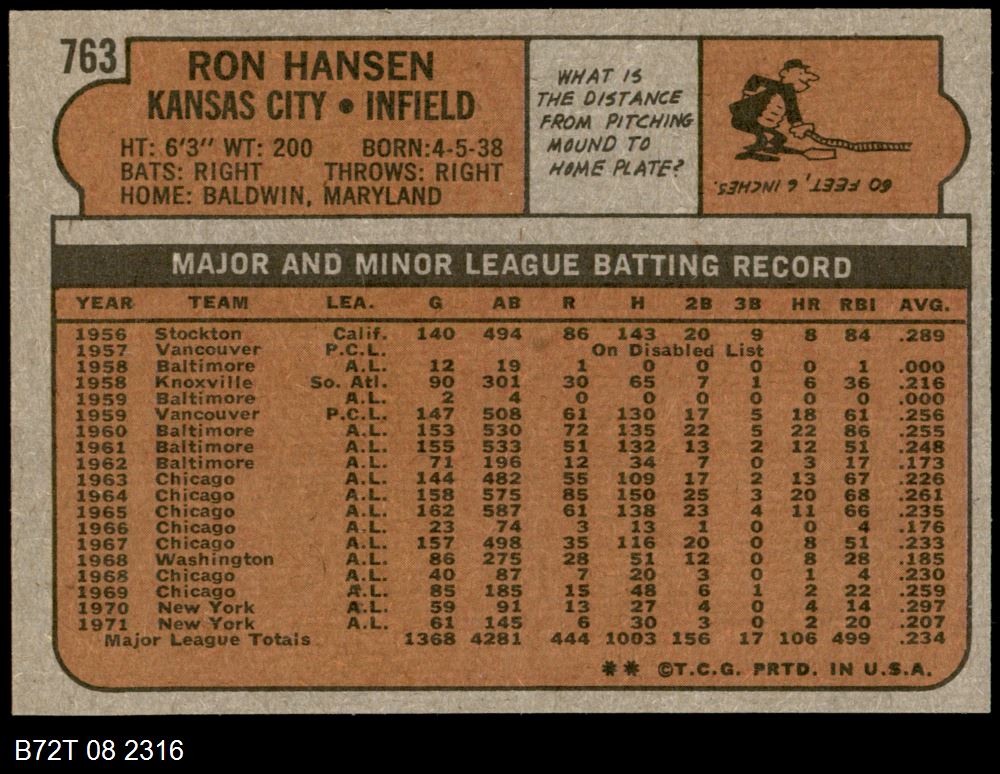 763
RON HANSEN
KANSAS CITY • INFIELD
HT: 6'3" WT: 200 BORN:4-5-38
BATS: RIGHT THROWS: RIGHT
HOME: BALDWIN, MARYLAND
WHAT IS
THE DISTANCE
FROM PITCHING
MOUND TO
HOME PLATE?
60 FEET, 6 INCHES.
MAJOR AND MINOR LEAGUE BATTING RECORD
YEAR TEAM LEA. G AB R H 2B 3B HR RBI AVG.
1956 Stockton Calif. 140 494 86 143 20 9 8 84 .289
1957 Vancouver P.C.L. On Disabled List
1958 Baltimore A.L. 12 19 1 0 0 0 0 1 .000
1958 Knoxville So. Atl. 90 301 30 65 7 1 6 36 .216
1959 Baltimore A.L. 2 4 0 0 0 0 0 0 .000
1959 Vancouver P.C.L. 147 508 61 130 17 5 18 61 .256
1960 Baltimore A.L. 153 530 72 135 22 5 22 86 .255
1961 Baltimore A.L. 155 533 51 132 13 2 12 51 .248
1962 Baltimore A.L. 71 196 12 34 7 0 3 17 .173
1963 Chicago A.L. 144 482 55 109 17 2 13 67 .226
1964 Chicago A.L. 158 575 85 150 25 3 20 68 .261
1965 Chicago A.L. 162 587 61 138 23 4 11 66 .235
1966 Chicago A.L. 23 74 3 13 1 0 0 4 .176
1967 Chicago A.L. 157 498 35 116 20 0 8 51 .233
1968 Washington A.L. 86 275 28 51 12 0 8 28 .185
1968 Chicago A.L. 40 87 7 20 3 0 1 4 .230
1969 Chicago A.L. 85 185 15 48 6 1 2 22 .259
1970 New York A.L. 59 91 13 27 4 0 4 14 .297
1971 New York A.L. 61 145 6 30 3 0 2 20 .207
Major League Totals 1368 4281 444 1003 156 17 106 499 .234
** ©T.C.G. PRTD. IN U.S.A.
B72T 08 2316